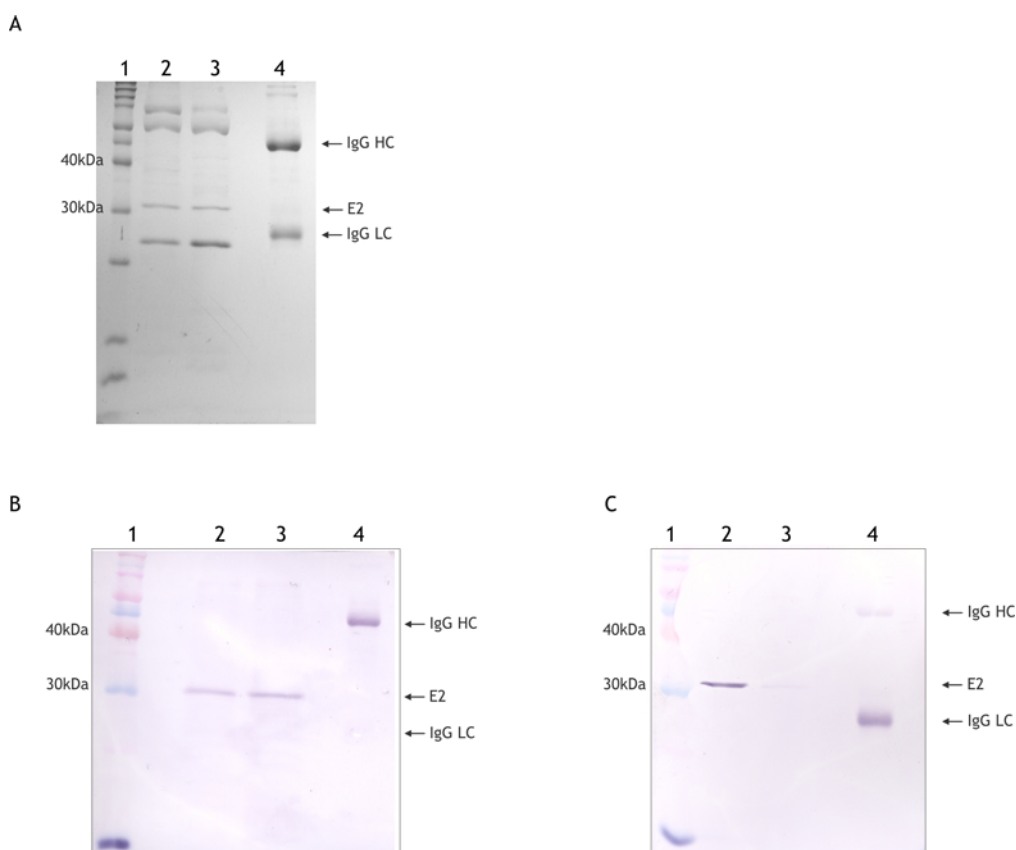 A
1 2 3 4
IgG HC
40kDa
30kDa
E2
IgG LC
B
1 2 3 4
IgG HC
40kDa
30kDa
E2
IgG LC
C
1 2 3 4
IgG HC
40kDa
30kDa
E2
IgG LC